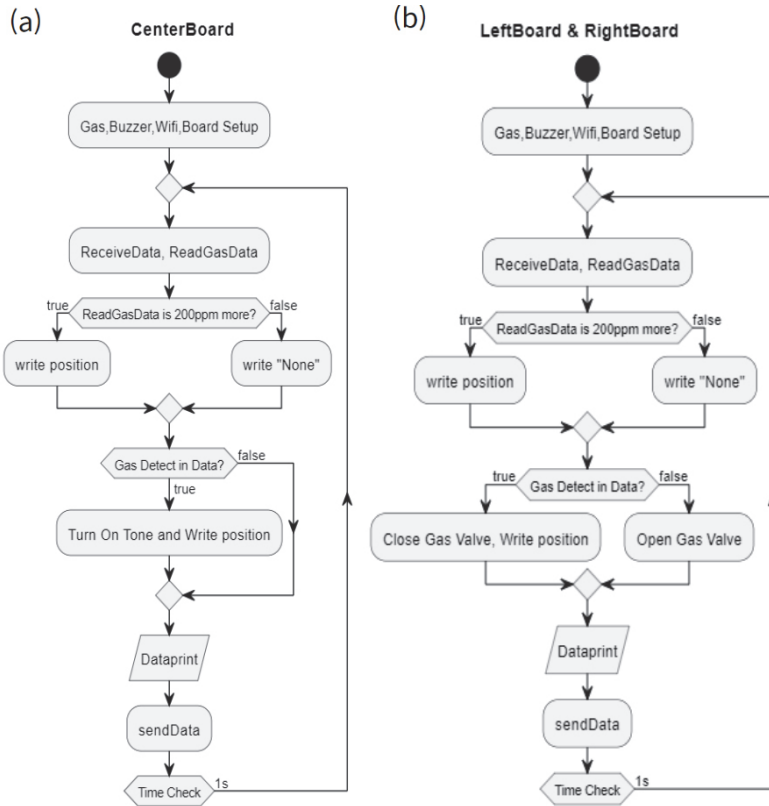 (a)
CenterBoard
Gas,Buzzer,Wifi,Board Setup
ReceiveData, ReadGasData
true
ReadGasData is 200ppm more?
false
write position
write "None"
Gas Detect in Data?
false
true
Turn On Tone and Write position
Dataprint
sendData
Time Check
1s
(b)
LeftBoard & RightBoard
Gas,Buzzer,Wifi,Board Setup
ReceiveData, ReadGasData
true
ReadGasData is 200ppm more?
false
write position
write "None"
true
Gas Detect in Data?
false
Close Gas Valve, Write position
Open Gas Valve
Dataprint
sendData
Time Check
1s